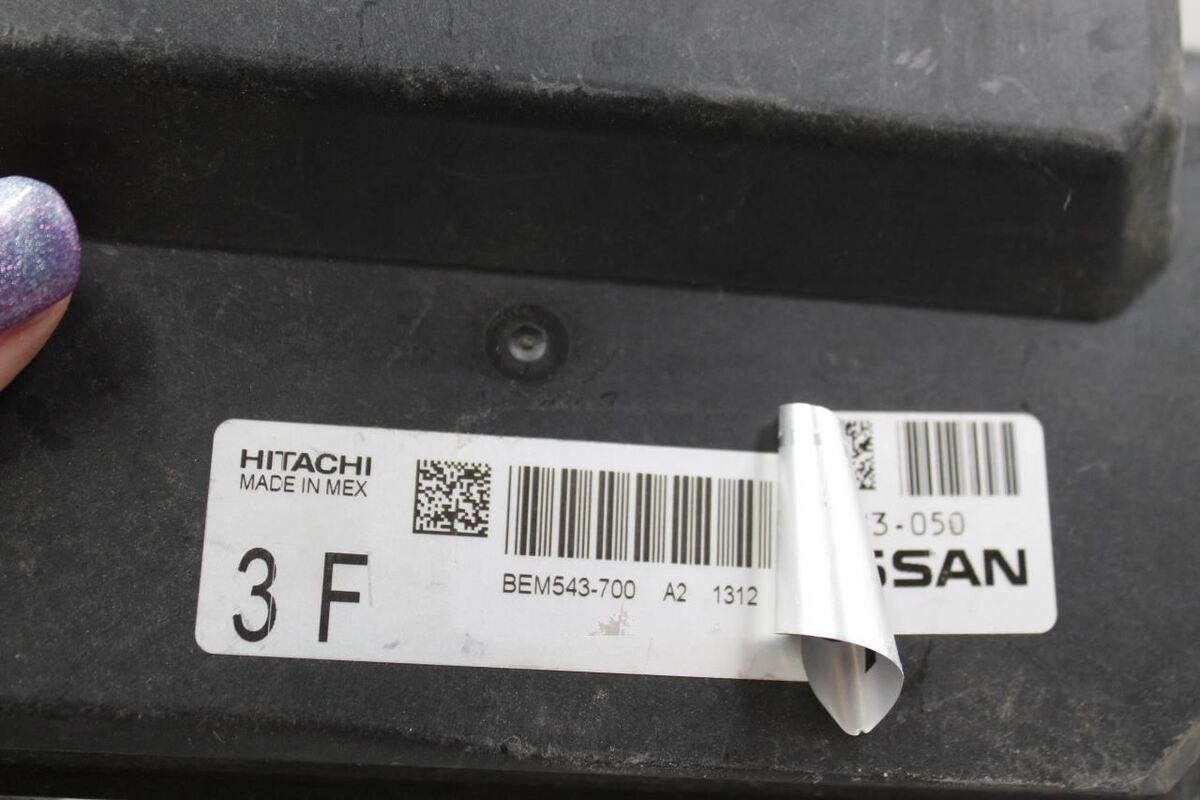 HITACHI
MADE IN MEX
3 F
BEM543-700 A2 1312
3-050
SSAN